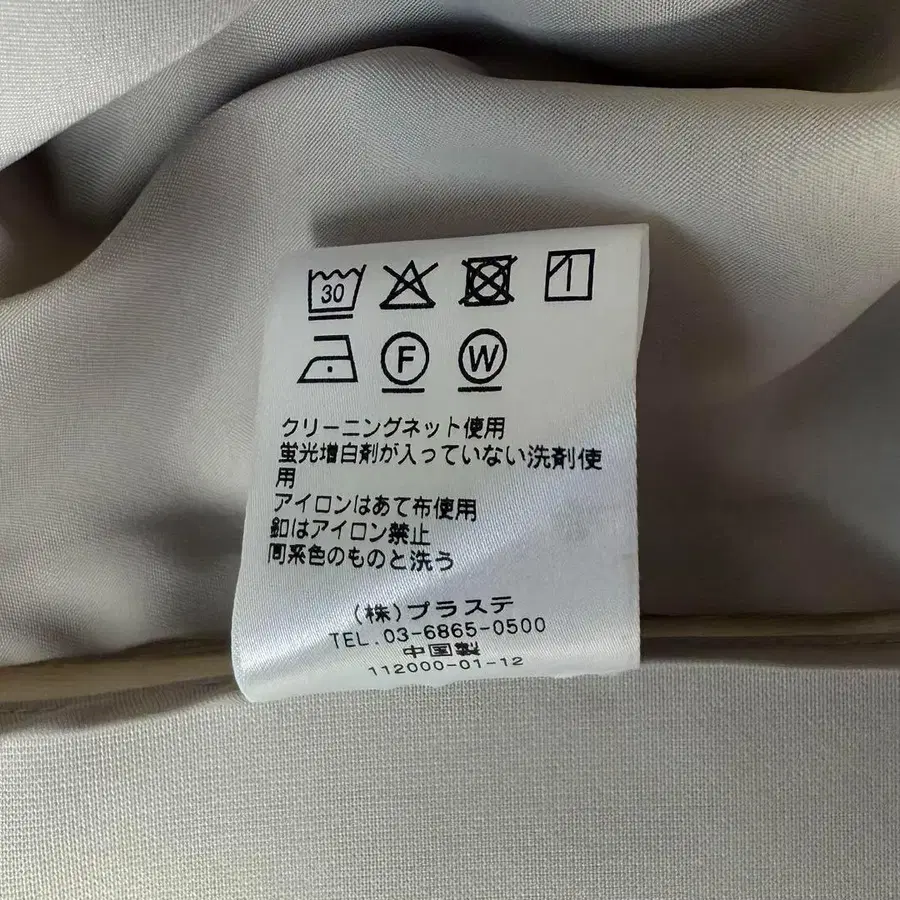 30
F W
クリーニングネット使用
蛍光増白剤が入っていない洗剤使
用
アイロンはあて布使用
釦はアイロン禁止
同系色のものと洗う
(株)プラステ
TEL.03-6865-0500
中国製
112000-01-12